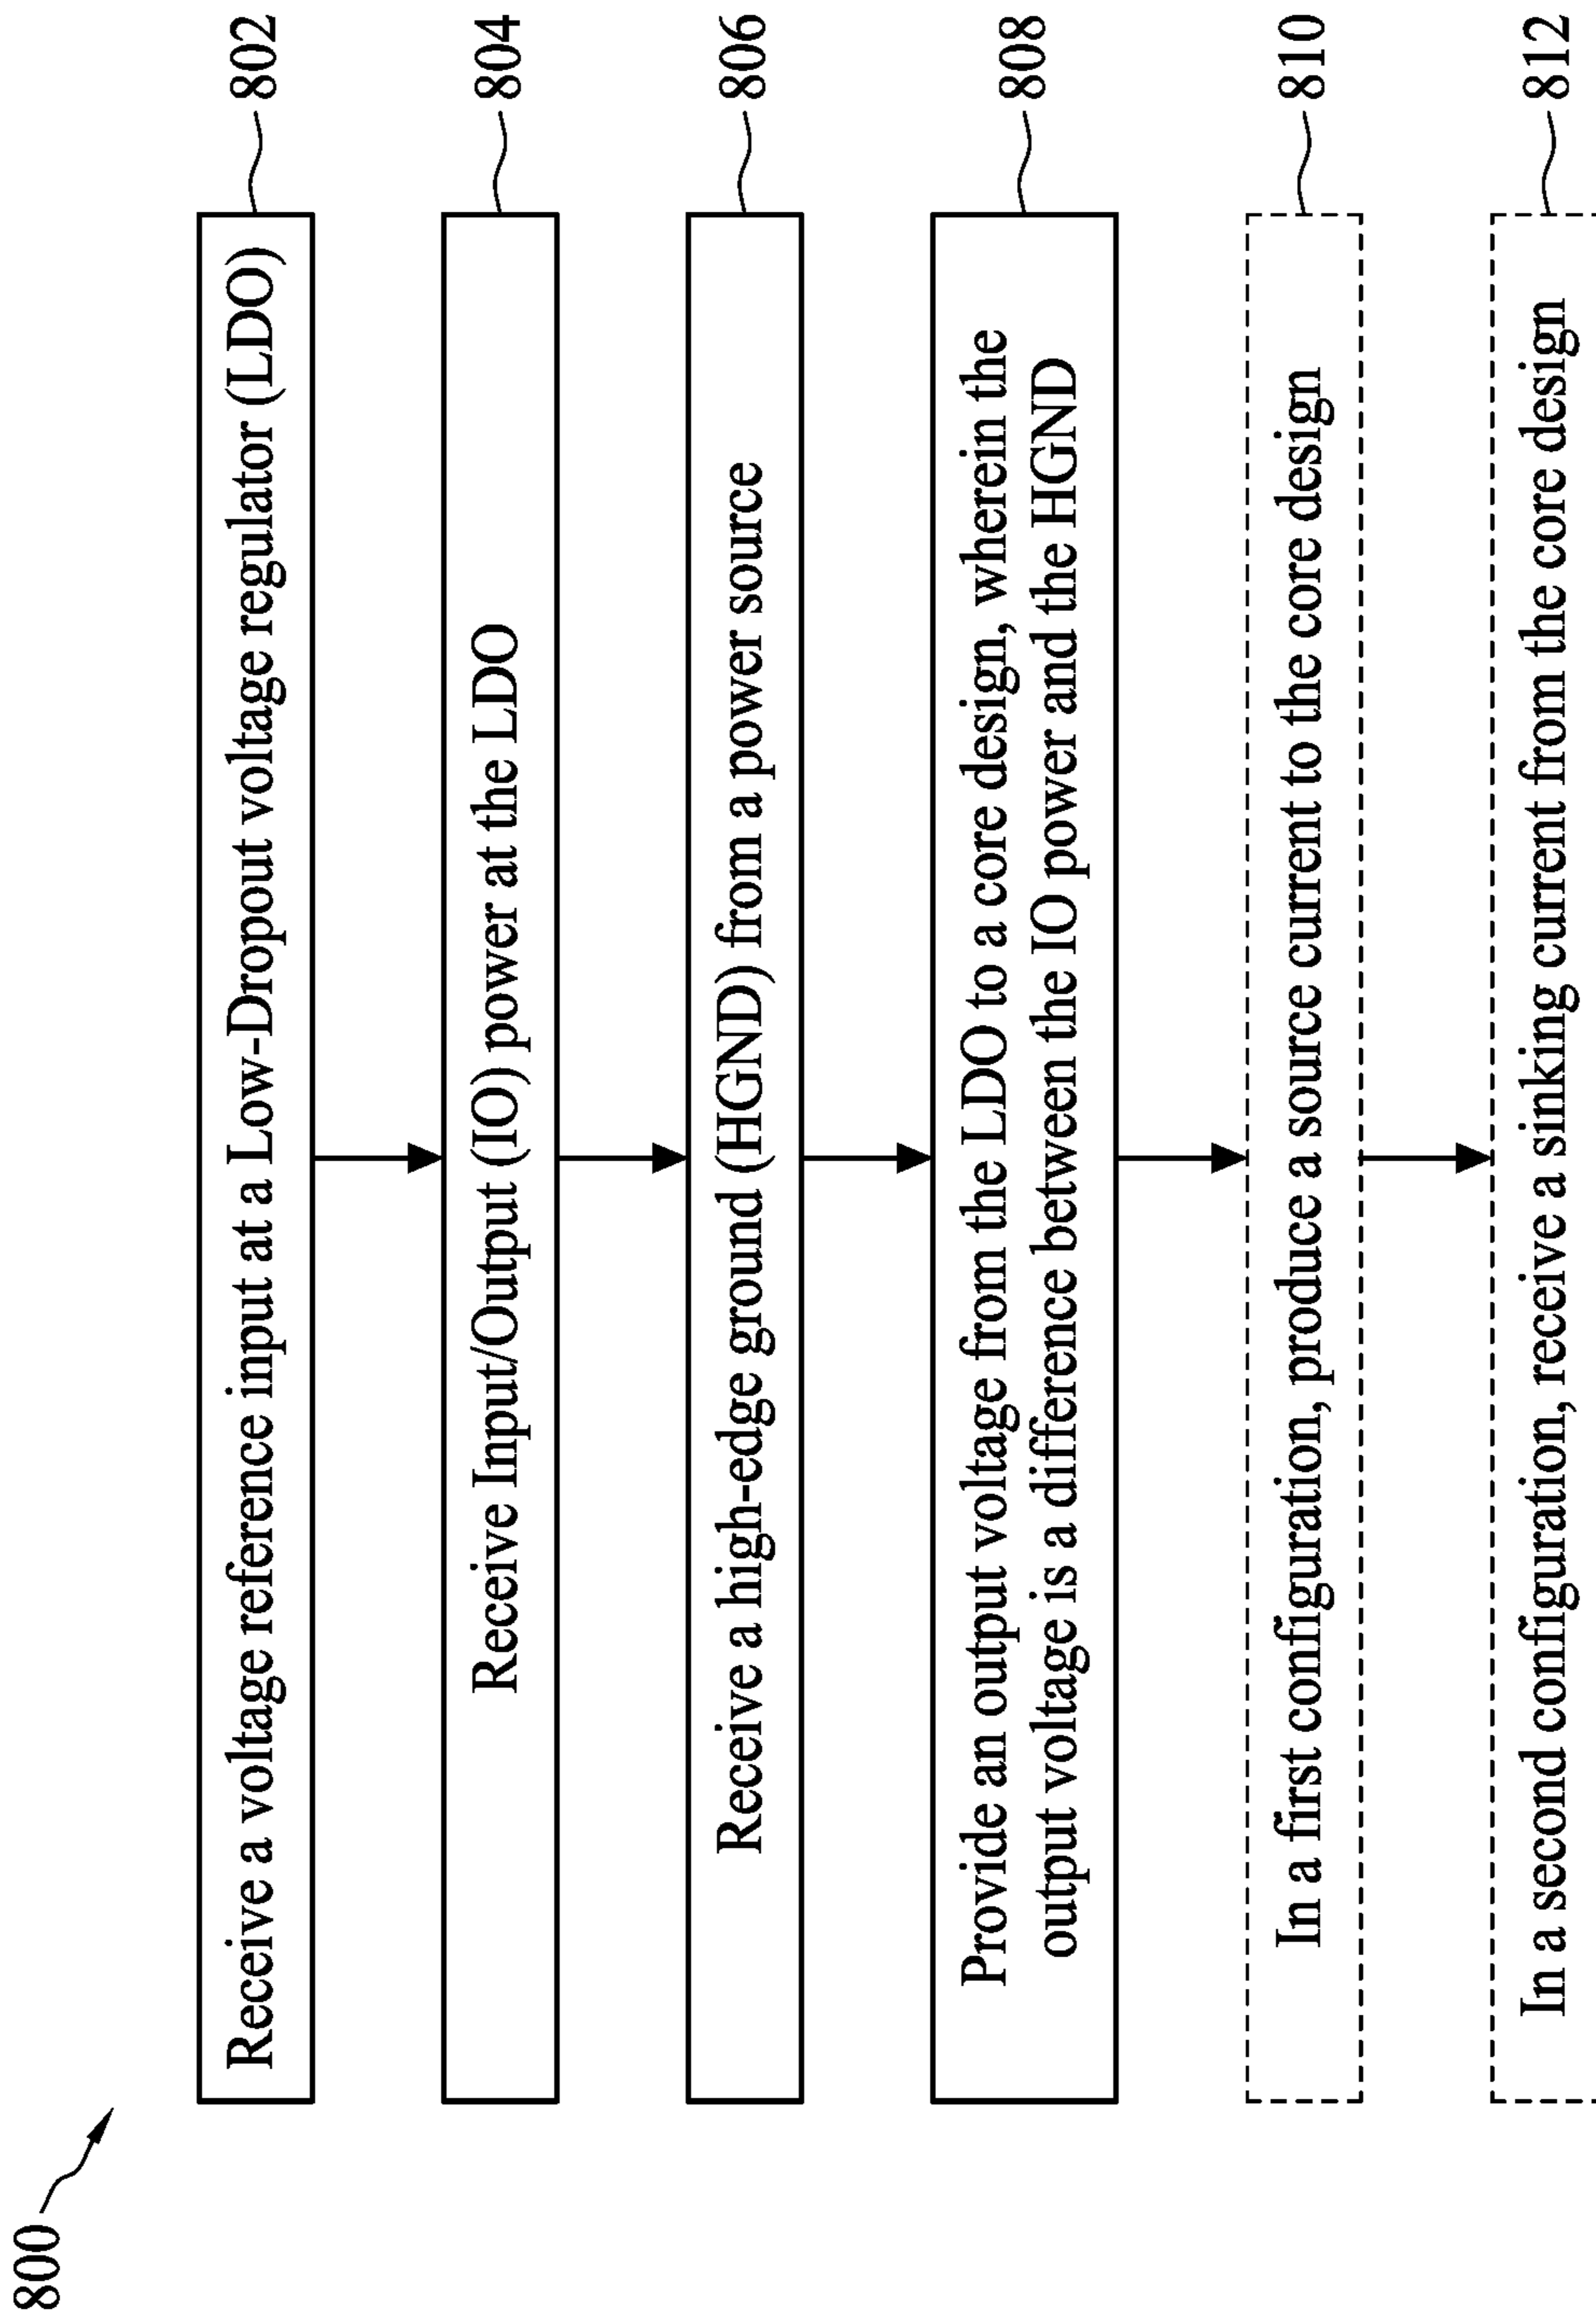 800
Receive a voltage reference input at a Low-Dropout voltage regulator (LDO)
802
Receive Input/Output (IO) power at the LDO
804
Receive a high-edge ground (HGND) from a power source
806
Provide an output voltage from the LDO to a core design, wherein the
output voltage is a difference between the IO power and the HGND
808
In a first configuration, produce a source current to the core design
810
In a second configuration, receive a sinking current from the core design
812